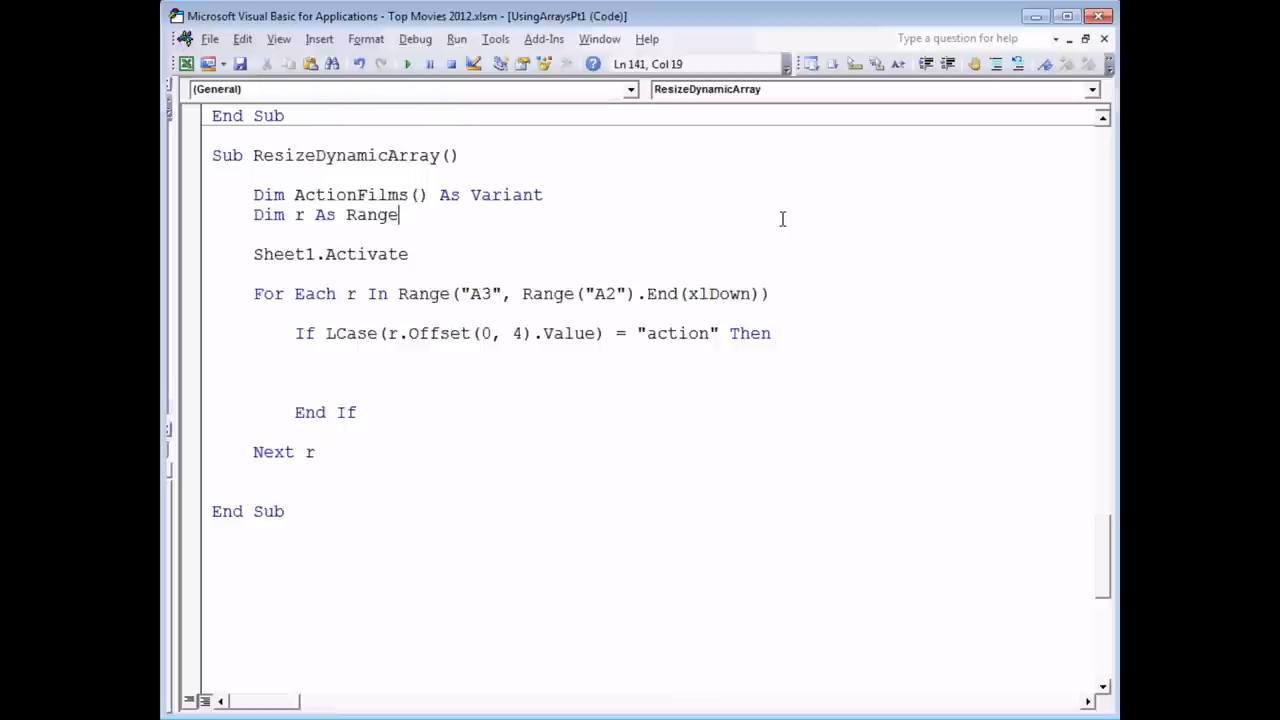 Microsoft Visual Basic for Applications - Top Movies 2012.xlsm - [UsingArraysPt1 (Code)]
File Edit View Insert Format Debug Run Tools Add-Ins Window Help Type a question for help
Ln 141, Col 19
(General) ResizeDynamicArray
End Sub
Sub ResizeDynamicArray()
Dim ActionFilms() As Variant
Dim r As Range
Sheet1.Activate
For Each r In Range("A3", Range("A2").End(xlDown))
If LCase(r.Offset(0, 4).Value) = "action" Then
End If
Next r
End Sub